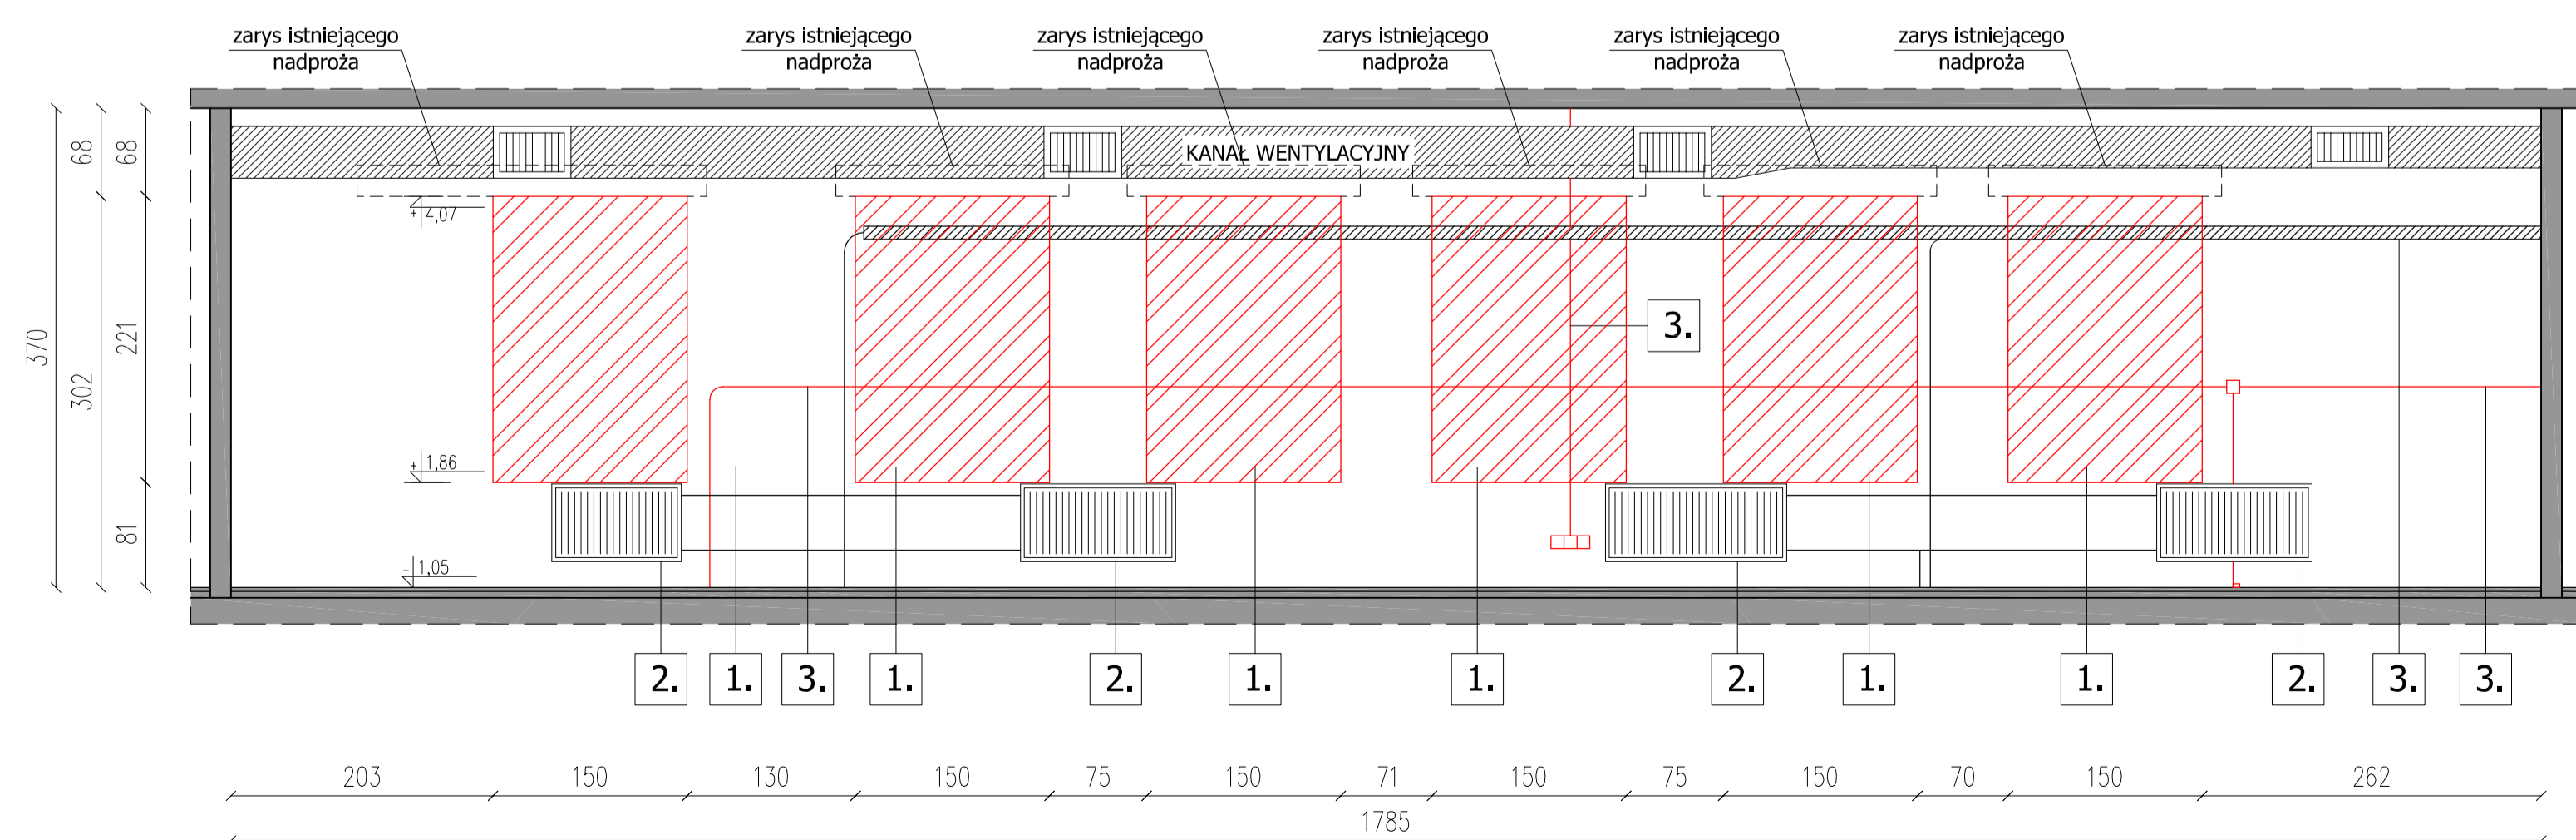 zarys istniejącego
nadproża
zarys istniejącego
nadproża
zarys istniejącego
nadproża
zarys istniejącego
nadproża
zarys istniejącego
nadproża
zarys istniejącego
nadproża
KANAŁ WENTYLACYJNY
370
68
302
68
221
81
+ 4,07
+ 1,86
+ 1,05
3.
2.
1.
3.
1.
2.
1.
1.
2.
1.
1.
2.
3.
3.
203 150 130 150 75 150 71 150 75 150 70 150 262
1785